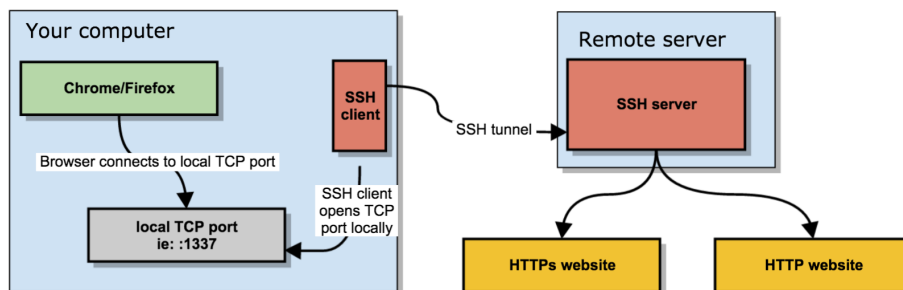 Your computer
Remote server
Chrome/Firefox
SSH
client
SSH server
SSH tunnel
Browser connects to local TCP port
SSH client
opens TCP
port locally
local TCP port
ie: :1337
HTTPs website
HTTP website